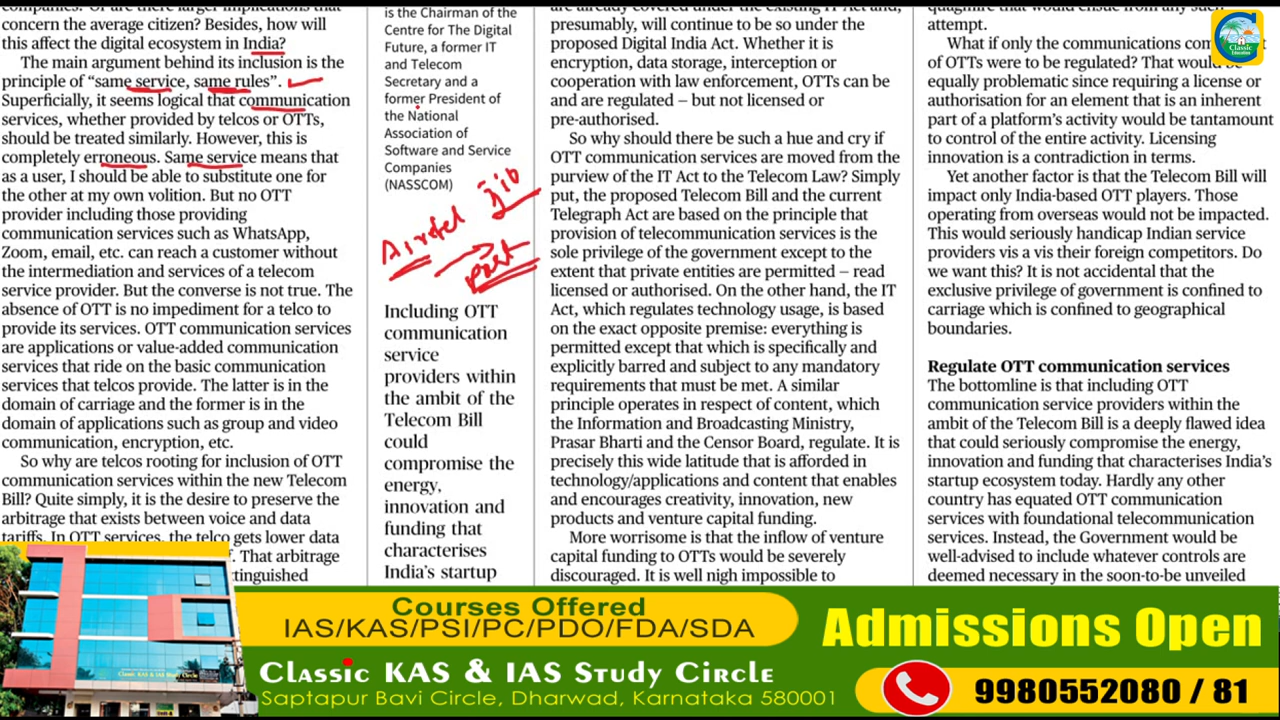 companies. Or are there larger implications that
concern the average citizen? Besides, how will
this affect the digital ecosystem in India?
The main argument behind its inclusion is the
principle of “same service, same rules”.
Superficially, it seems logical that communication
services, whether provided by telcos or OTTs,
should be treated similarly. However, this is
completely erroneous. Same service means that
as a user, I should be able to substitute one for
the other at my own volition. But no OTT
provider including those providing
communication services such as WhatsApp,
Zoom, email, etc. can reach a customer without
the intermediation and services of a telecom
service provider. But the converse is not true. The
absence of OTT is no impediment for a telco to
provide its services. OTT communication services
are applications or value-added communication
services that ride on the basic communication
services that telcos provide. The latter is in the
domain of carriage and the former is in the
domain of applications such as group and video
communication, encryption, etc.
So why are telcos rooting for inclusion of OTT
communication services within the new Telecom
Bill? Quite simply, it is the desire to preserve the
arbitrage that exists between voice and data
tariffs. In OTT services, the telco gets lower data
That arbitrage
is the Chairman of the
Centre for The Digital
Future, a former IT
and Telecom
Secretary and a
former President of
the National
Association of
Software and Service
Companies
(NASSCOM)
Airtel Jio
Including OTT
communication
service
providers within
the ambit of the
Telecom Bill
could
compromise the
energy,
innovation and
funding that
characterises
India’s startup
are already covered under the existing IT Act and,
presumably, will continue to be so under the
proposed Digital India Act. Whether it is
encryption, data storage, interception or
cooperation with law enforcement, OTTs can be
and are regulated – but not licensed or
pre-authorised.
So why should there be such a hue and cry if
OTT communication services are moved from the
purview of the IT Act to the Telecom Law? Simply
put, the proposed Telecom Bill and the current
Telegraph Act are based on the principle that
provision of telecommunication services is the
sole privilege of the government except to the
extent that private entities are permitted – read
licensed or authorised. On the other hand, the IT
Act, which regulates technology usage, is based
on the exact opposite premise: everything is
permitted except that which is specifically and
explicitly barred and subject to any mandatory
requirements that must be met. A similar
principle operates in respect of content, which
the Information and Broadcasting Ministry,
Prasar Bharti and the Censor Board, regulate. It is
precisely this wide latitude that is afforded in
technology/applications and content that enables
and encourages creativity, innovation, new
products and venture capital funding.
More worrisome is that the inflow of venture
capital funding to OTTs would be severely
discouraged. It is well nigh impossible to
quagmire that would ensue from any such
attempt.
What if only the communications
of OTTs were to be regulated? That would be
equally problematic since requiring a license or
authorisation for an element that is an inherent
part of a platform’s activity would be tantamount
to control of the entire activity. Licensing
innovation is a contradiction in terms.
Yet another factor is that the Telecom Bill will
impact only India-based OTT players. Those
operating from overseas would not be impacted.
This would seriously handicap Indian service
providers vis a vis their foreign competitors. Do
we want this? It is not accidental that the
exclusive privilege of government is confined to
carriage which is confined to geographical
boundaries.
Regulate OTT communication services
The bottomline is that including OTT
communication service providers within the
ambit of the Telecom Bill is a deeply flawed idea
that could seriously compromise the energy,
innovation and funding that characterises India’s
startup ecosystem today. Hardly any other
country has equated OTT communication
services with foundational telecommunication
services. Instead, the Government would be
well-advised to include whatever controls are
deemed necessary in the soon-to-be unveiled
Classic
Education
Courses Offered
IAS/KAS/PSI/PC/PDO/FDA/SDA
Classic KAS & IAS Study Circle
Saptapur Bavi Circle, Dharwad, Karnataka 580001
Admissions Open
9980552080 / 81